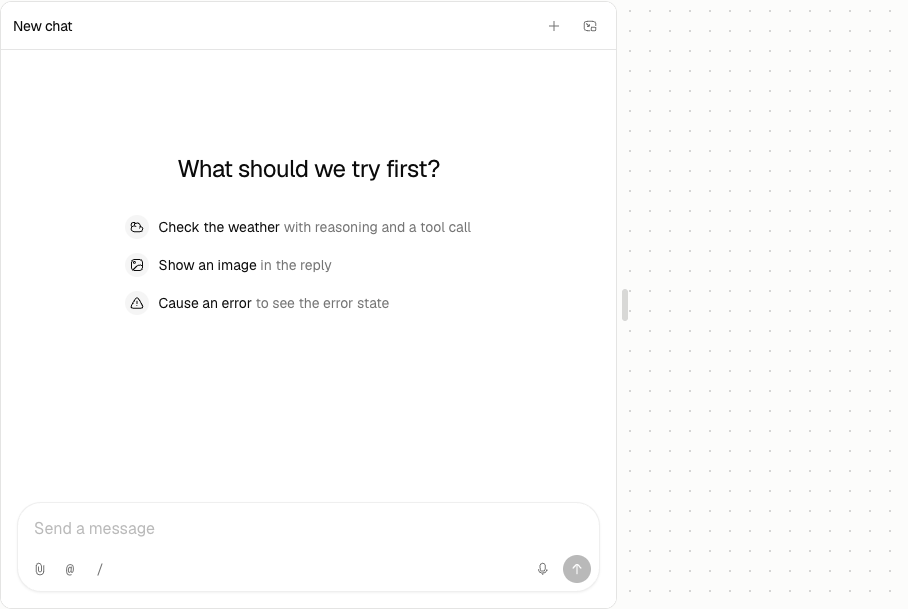 New chat
What should we try first?
Check the weather with reasoning and a tool call
Show an image in the reply
Cause an error to see the error state
Send a message
@ /